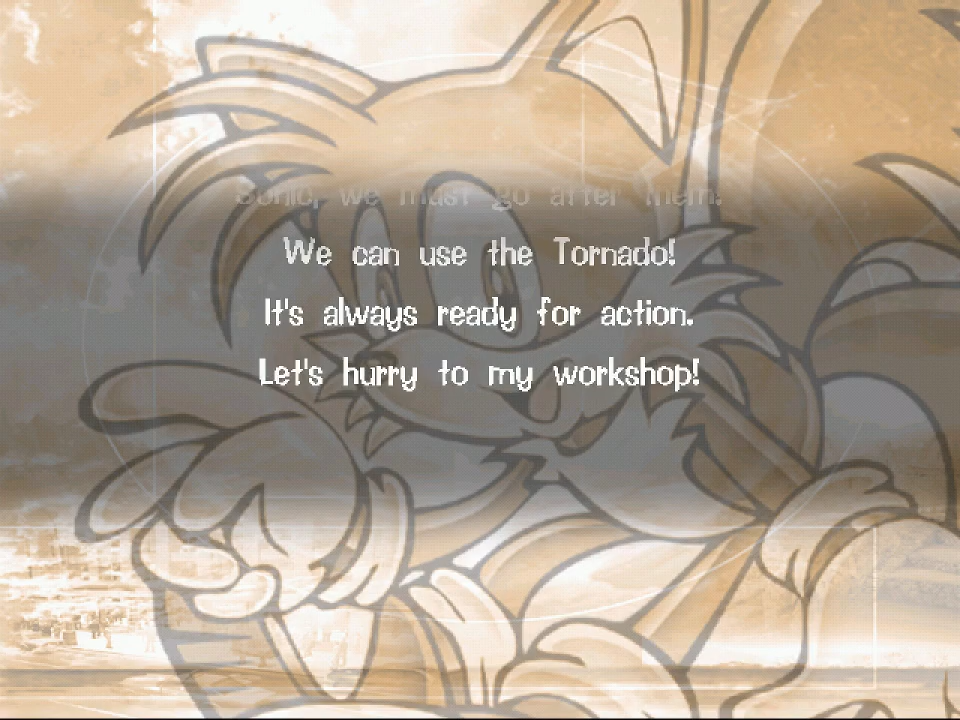 Sonic, we must go after them.
We can use the Tornado!
It's always ready for action.
Let's hurry to my workshop!